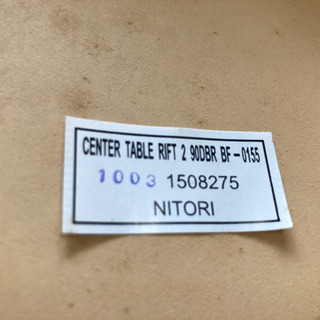 CENTER TABLE RIFT 2 90DBR BF-0155
1003 1508275
NITORI